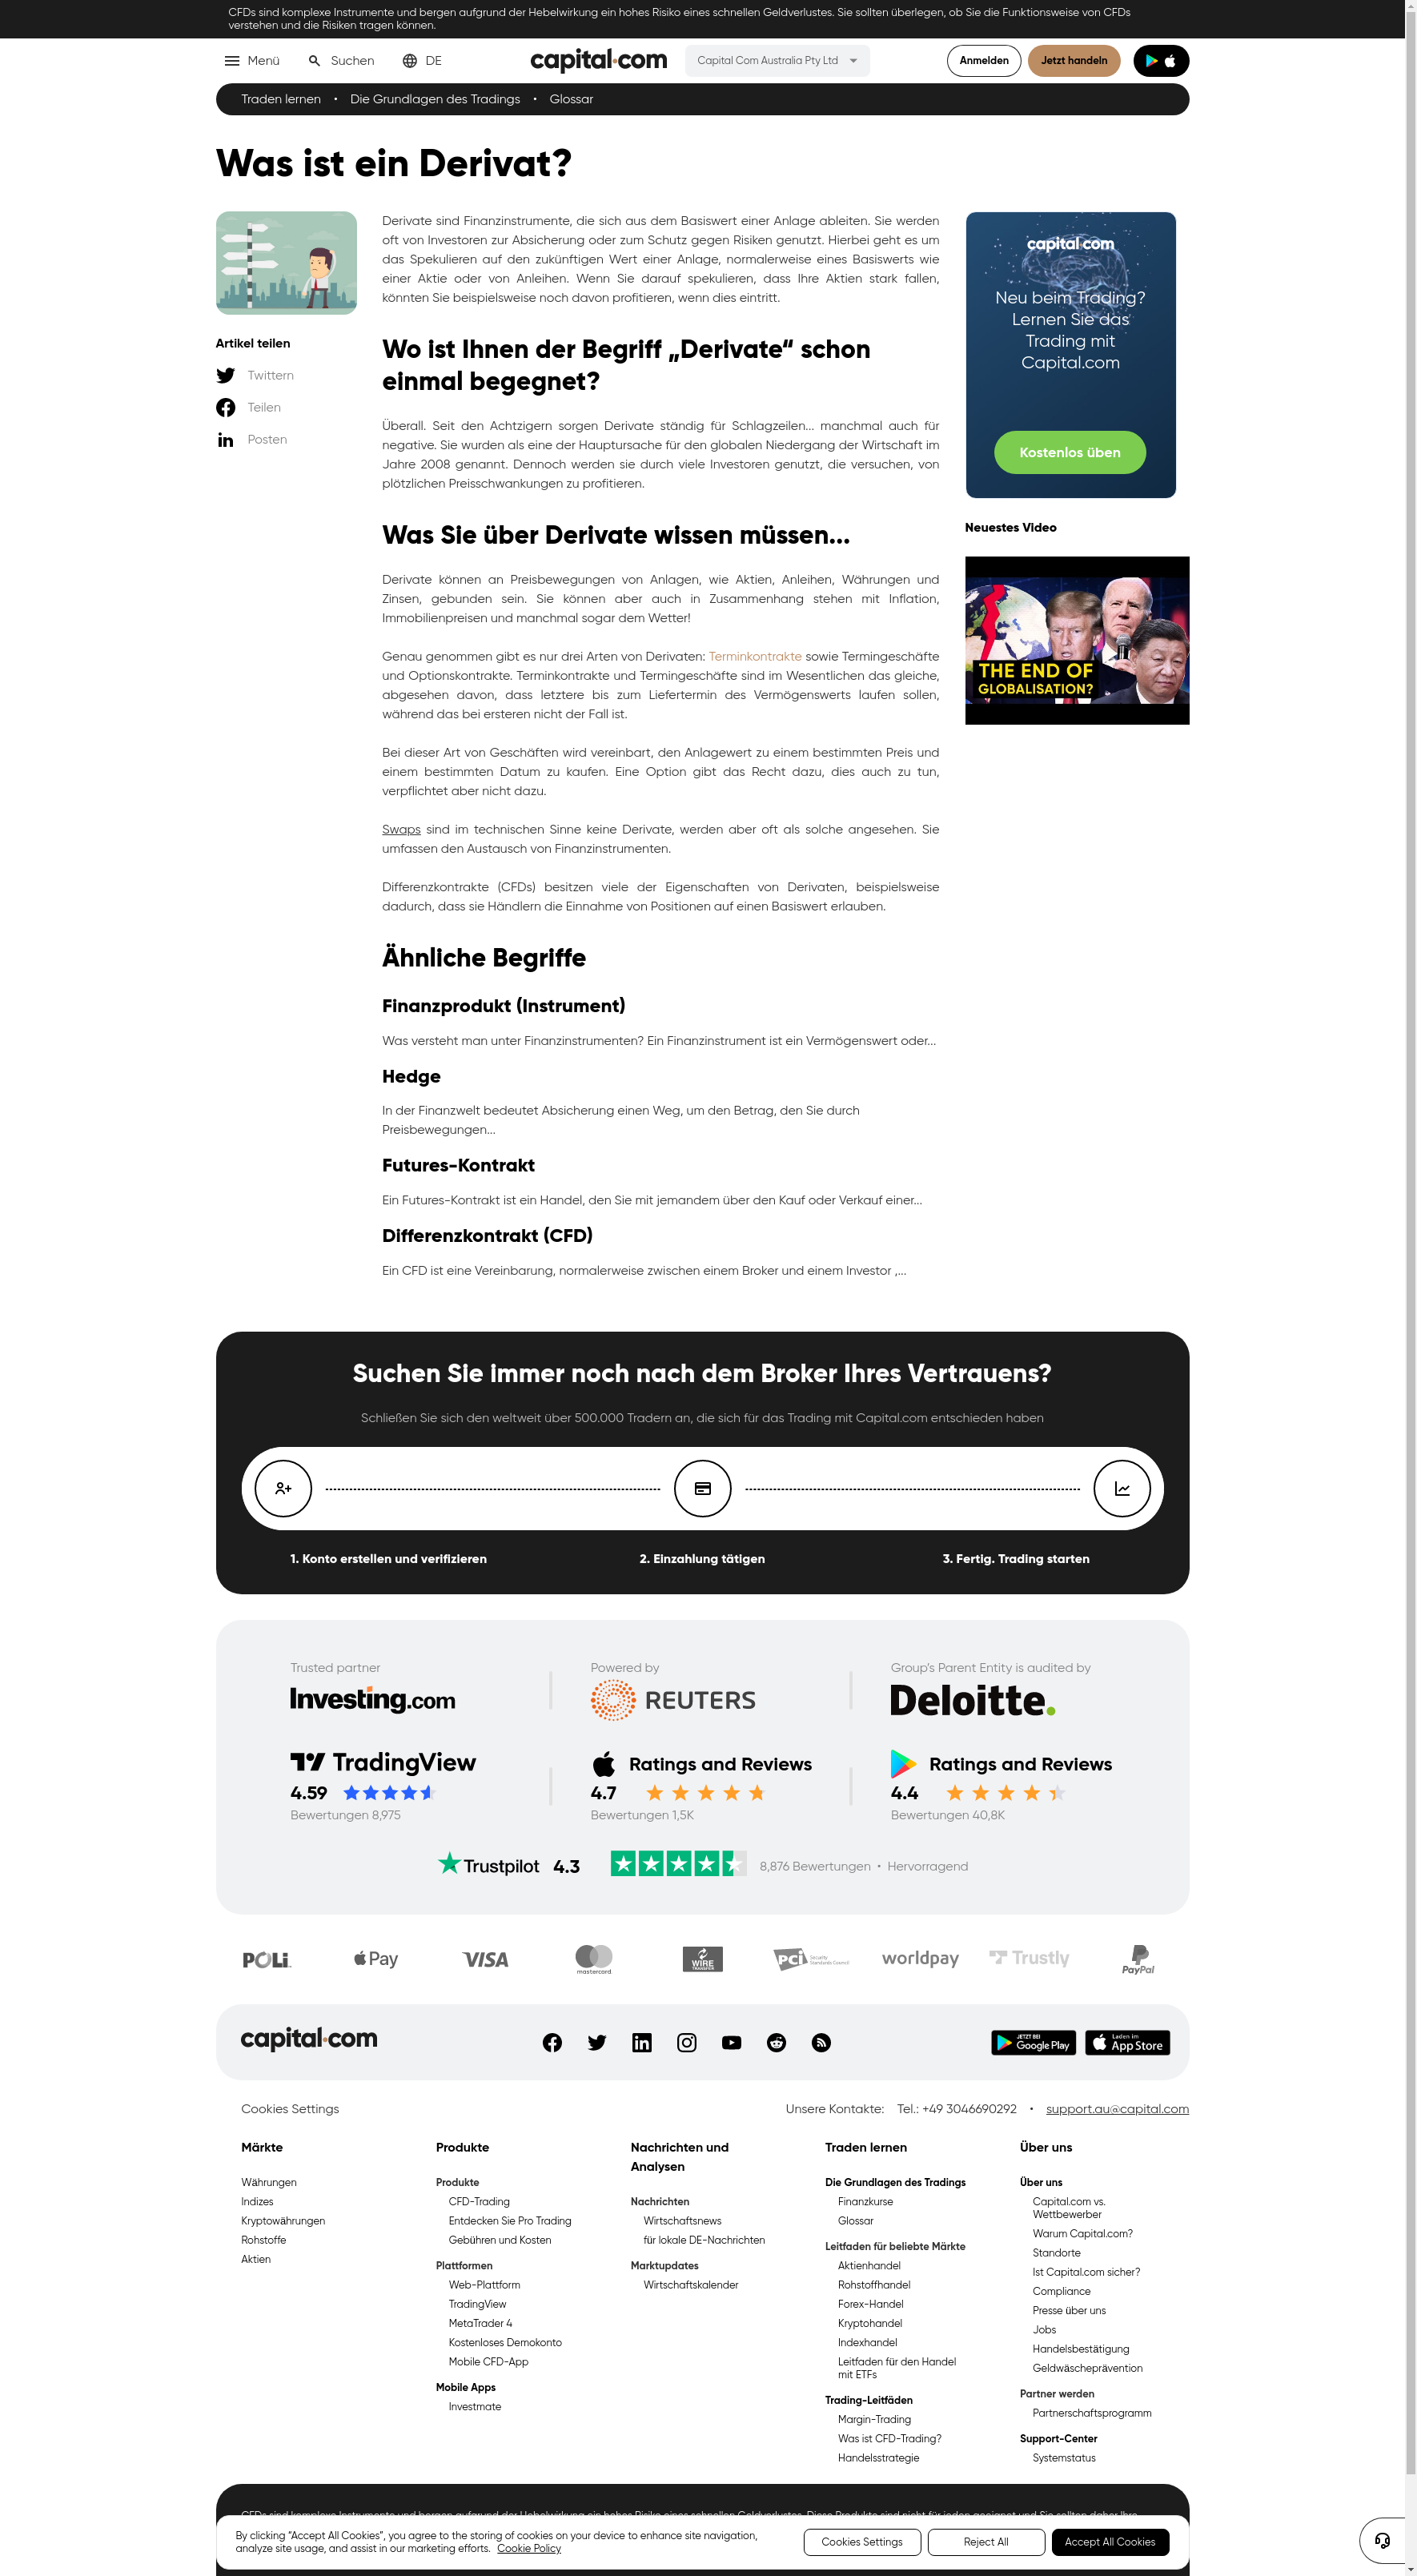 CFDs sind komplexe Instrumente und bergen aufgrund der Hebelwirkung ein hohes Risiko eines schnellen Geldverlustes. Sie sollten überlegen, ob Sie die Funktionsweise von CFDs
verstehen und die Risiken tragen können.
Menü
Suchen
DE
capital.com
Capital Com Australia Pty Ltd
Anmelden
Jetzt handeln
Traden lernen • Die Grundlagen des Tradings • Glossar
Was ist ein Derivat?
Artikel teilen
Twittern
Teilen
Posten
Derivate sind Finanzinstrumente, die sich aus dem Basiswert einer Anlage ableiten. Sie werden
oft von Investoren zur Absicherung oder zum Schutz gegen Risiken genutzt. Hierbei geht es um
das Spekulieren auf den zukünftigen Wert einer Anlage, normalerweise eines Basiswerts wie
einer Aktie oder von Anleihen. Wenn Sie darauf spekulieren, dass Ihre Aktien stark fallen,
könnten Sie beispielsweise noch davon profitieren, wenn dies eintritt.
Wo ist Ihnen der Begriff „Derivate“ schon
einmal begegnet?
Überall. Seit den Achtzigern sorgen Derivate ständig für Schlagzeilen... manchmal auch für
negative. Sie wurden als eine der Hauptursache für den globalen Niedergang der Wirtschaft im
Jahre 2008 genannt. Dennoch werden sie durch viele Investoren genutzt, die versuchen, von
plötzlichen Preisschwankungen zu profitieren.
Was Sie über Derivate wissen müssen...
Derivate können an Preisbewegungen von Anlagen, wie Aktien, Anleihen, Währungen und
Zinsen, gebunden sein. Sie können aber auch in Zusammenhang stehen mit Inflation,
Immobilienpreisen und manchmal sogar dem Wetter!
Genau genommen gibt es nur drei Arten von Derivaten: Terminkontrakte sowie Termingeschäfte
und Optionskontrakte. Terminkontrakte und Termingeschäfte sind im Wesentlichen das gleiche,
abgesehen davon, dass letztere bis zum Liefertermin des Vermögenswerts laufen sollen,
während das bei ersteren nicht der Fall ist.
Bei dieser Art von Geschäften wird vereinbart, den Anlagewert zu einem bestimmten Preis und
einem bestimmten Datum zu kaufen. Eine Option gibt das Recht dazu, dies auch zu tun,
verpflichtet aber nicht dazu.
Swaps sind im technischen Sinne keine Derivate, werden aber oft als solche angesehen. Sie
umfassen den Austausch von Finanzinstrumenten.
Differenzkontrakte (CFDs) besitzen viele der Eigenschaften von Derivaten, beispielsweise
dadurch, dass sie Händlern die Einnahme von Positionen auf einen Basiswert erlauben.
Ähnliche Begriffe
Finanzprodukt (Instrument)
Was versteht man unter Finanzinstrumenten? Ein Finanzinstrument ist ein Vermögenswert oder...
Hedge
In der Finanzwelt bedeutet Absicherung einen Weg, um den Betrag, den Sie durch
Preisbewegungen...
Futures-Kontrakt
Ein Futures-Kontrakt ist ein Handel, den Sie mit jemandem über den Kauf oder Verkauf einer...
Differenzkontrakt (CFD)
Ein CFD ist eine Vereinbarung, normalerweise zwischen einem Broker und einem Investor ,...
capital.com
Neu beim Trading?
Lernen Sie das
Trading mit
Capital.com
Kostenlos üben
Neuestes Video
THE END OF
GLOBALISATION?
Suchen Sie immer noch nach dem Broker Ihres Vertrauens?
Schließen Sie sich den weltweit über 500.000 Tradern an, die sich für das Trading mit Capital.com entschieden haben
1. Konto erstellen und verifizieren
2. Einzahlung tätigen
3. Fertig. Trading starten
Trusted partner
Investing.com
Powered by
REUTERS
Group's Parent Entity is audited by
Deloitte.
TradingView
4.59
Bewertungen 8,975
Ratings and Reviews
4.7
Bewertungen 1,5K
Ratings and Reviews
4.4
Bewertungen 40,8K
Trustpilot 4.3
8,876 Bewertungen • Hervorragend
POLi
Pay
VISA
mastercard.
WIRE
TRANSFER
PCI Security
Standards Council
worldpay
Trustly
PayPal
capital.com
JETZT BEI
Google Play
Laden im
App Store
Cookies Settings
Unsere Kontakte: Tel.: +49 3046690292 • support.au@capital.com
Märkte
Währungen
Indizes
Kryptowährungen
Rohstoffe
Aktien
Produkte
Produkte
CFD-Trading
Entdecken Sie Pro Trading
Gebühren und Kosten
Plattformen
Web-Plattform
TradingView
MetaTrader 4
Kostenloses Demokonto
Mobile CFD-App
Mobile Apps
Investmate
Nachrichten und
Analysen
Nachrichten
Wirtschaftsnews
für lokale DE-Nachrichten
Marktupdates
Wirtschaftskalender
Traden lernen
Die Grundlagen des Tradings
Finanzkurse
Glossar
Leitfaden für beliebte Märkte
Aktienhandel
Rohstoffhandel
Forex-Handel
Kryptohandel
Indexhandel
Leitfaden für den Handel
mit ETFs
Trading-Leitfäden
Margin-Trading
Was ist CFD-Trading?
Handelsstrategie
Über uns
Über uns
Capital.com vs.
Wettbewerber
Warum Capital.com?
Standorte
Ist Capital.com sicher?
Compliance
Presse über uns
Jobs
Handelsbestätigung
Geldwäscheprävention
Partner werden
Partnerschaftsprogramm
Support-Center
Systemstatus
CFDs sind komplexe Instrumente und bergen aufgrund der Hebelwirkung ein hohes Risiko eines schnellen Geldverlustes. Diese Produkte sind nicht für jeden geeignet und Sie sollten daher Ihre
By clicking "Accept All Cookies", you agree to the storing of cookies on your device to enhance site navigation,
analyze site usage, and assist in our marketing efforts. Cookie Policy
Cookies Settings
Reject All
Accept All Cookies